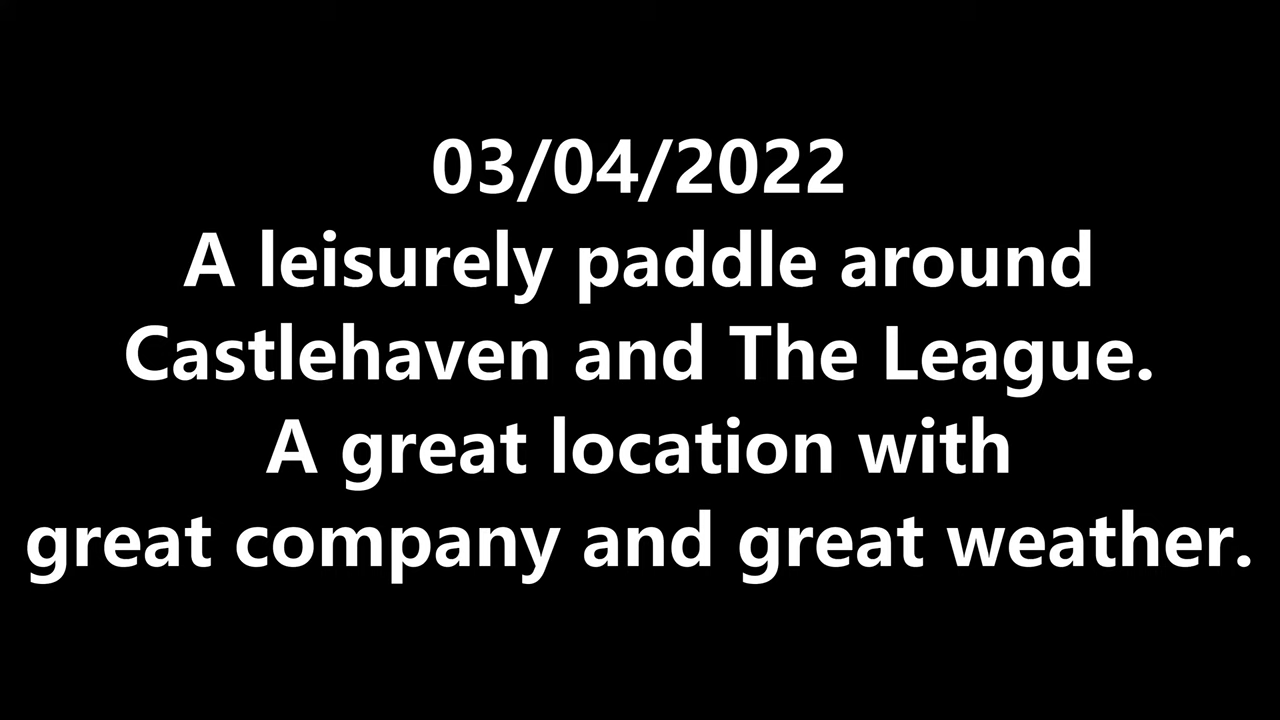 03/04/2022
A leisurely paddle around
Castlehaven and The League.
A great location with
great company and great weather.